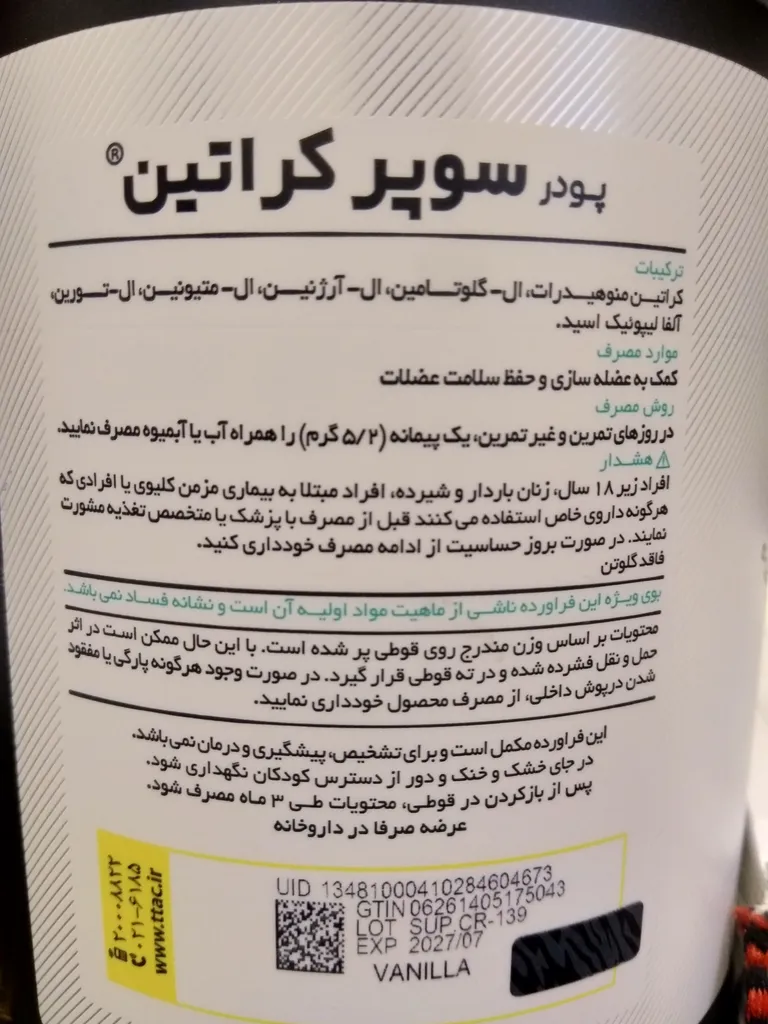 پودر سوپر کراتین®
ترکیبات
کراتین منوهیدرات، ال- گلوتامین، ال- آرژنین، ال- متیونین، ال-تورین،
آلفا لیپوئیک اسید.
موارد مصرف
کمک به عضله سازی و حفظ سلامت عضلات
روش مصرف
در روزهای تمرین و غیر تمرین، یک پیمانه (۵/۲ گرم) را همراه آب یا آبمیوه مصرف نمایید.
⚠ هشدار
افراد زیر ۱۸ سال، زنان باردار و شیرده، افراد مبتلا به بیماری مزمن کلیوی یا افرادی که
هرگونه داروی خاص استفاده می کنند قبل از مصرف با پزشک یا متخصص تغذیه مشورت
نمایند. در صورت بروز حساسیت از ادامه مصرف خودداری کنید.
فاقد گلوتن
بوی ویژه این فراورده ناشی از ماهیت مواد اولیه آن است و نشانه فساد نمی باشد.
محتویات بر اساس وزن مندرج روی قوطی پر شده است. با این حال ممکن است در اثر
حمل و نقل فشرده شده و در ته قوطی قرار گیرد. در صورت وجود هرگونه پارگی یا مفقود
شدن درپوش داخلی، از مصرف محصول خودداری نمایید.
این فراورده مکمل است و برای تشخیص، پیشگیری و درمان نمی باشد.
در جای خشک و خنک و دور از دسترس کودکان نگهداری شود.
پس از باز کردن در قوطی، محتویات طی ۳ ماه مصرف شود.
عرضه صرفا در داروخانه
UID 13481000410284604673
GTIN 06261405175043
LOT SUP.CR-139
EXP 2027/07
VANILLA
۲۰۰۰۸۸۲۲
۰۲۱-۶۱۸۵
www.ttac.ir